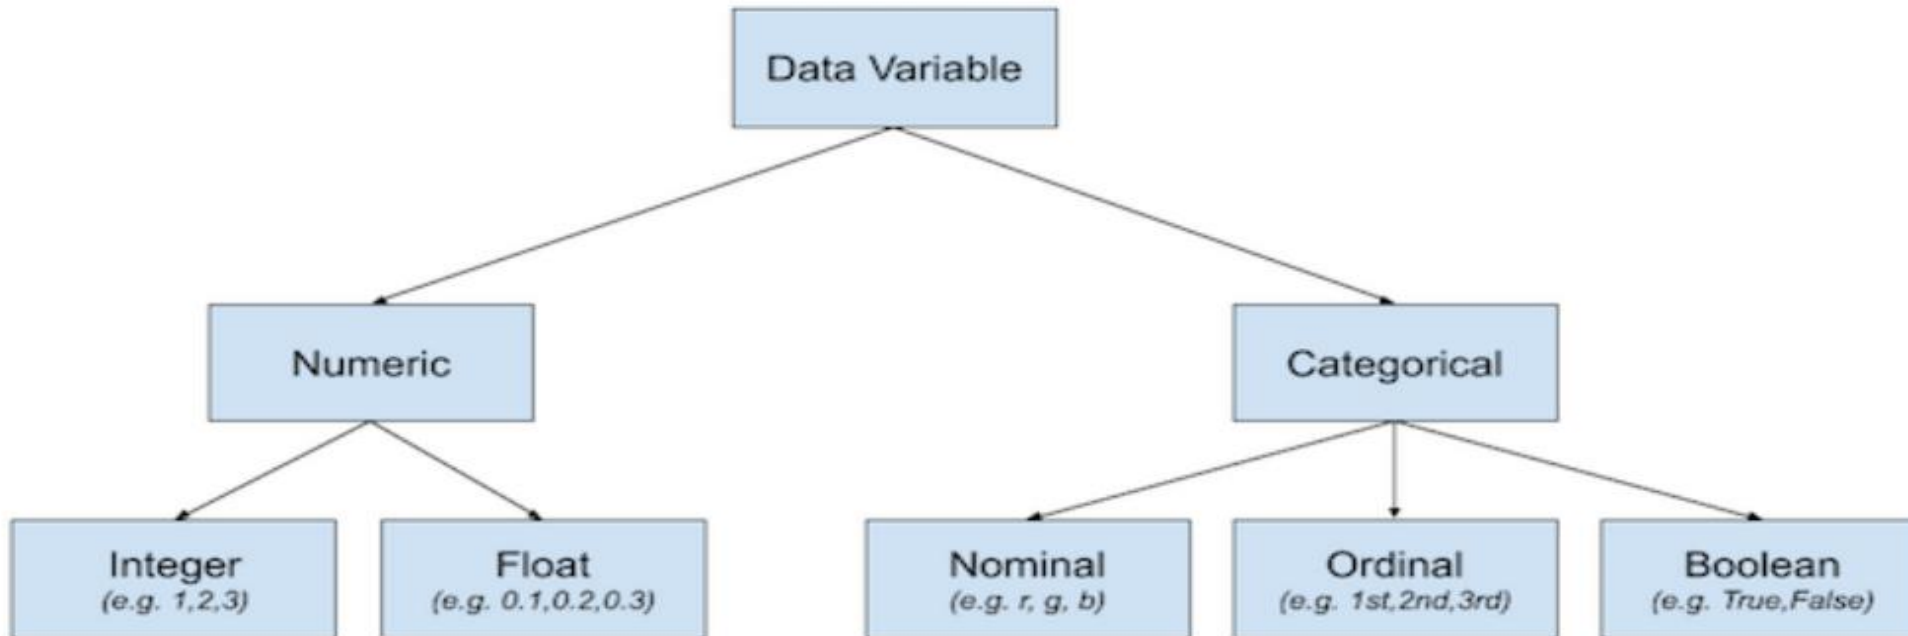 Data Variable
Numeric
Categorical
Integer
(e.g. 1,2,3)
Float
(e.g. 0.1,0.2,0.3)
Nominal
(e.g. r, g, b)
Ordinal
(e.g. 1st,2nd,3rd)
Boolean
(e.g. True,False)